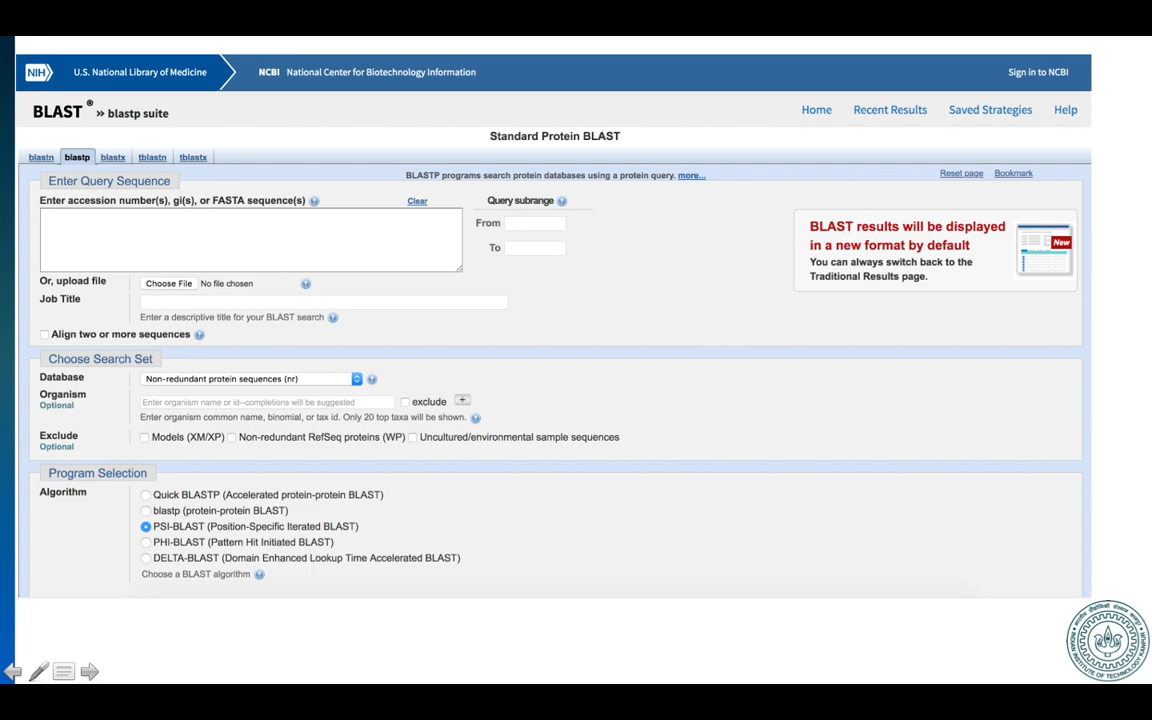 NIH U.S. National Library of Medicine NCBI National Center for Biotechnology Information Sign in to NCBI
BLAST ® » blastp suite Home Recent Results Saved Strategies Help
Standard Protein BLAST
blastn blastp blastx tblastn tblastx
BLASTP programs search protein databases using a protein query. more... Reset page Bookmark
Enter Query Sequence
Enter accession number(s), gi(s), or FASTA sequence(s) Clear Query subrange
From
To
BLAST results will be displayed
in a new format by default
You can always switch back to the
Traditional Results page.
New
Or, upload file Choose File No file chosen
Job Title
Enter a descriptive title for your BLAST search
Align two or more sequences
Choose Search Set
Database Non-redundant protein sequences (nr)
Organism
Optional
Enter organism name or id--completions will be suggested exclude +
Enter organism common name, binomial, or tax id. Only 20 top taxa will be shown.
Exclude
Optional
Models (XM/XP) Non-redundant RefSeq proteins (WP) Uncultured/environmental sample sequences
Program Selection
Algorithm
Quick BLASTP (Accelerated protein-protein BLAST)
blastp (protein-protein BLAST)
PSI-BLAST (Position-Specific Iterated BLAST)
PHI-BLAST (Pattern Hit Initiated BLAST)
DELTA-BLAST (Domain Enhanced Lookup Time Accelerated BLAST)
Choose a BLAST algorithm
INDIAN INSTITUTE OF TECHNOLOGY KANPUR